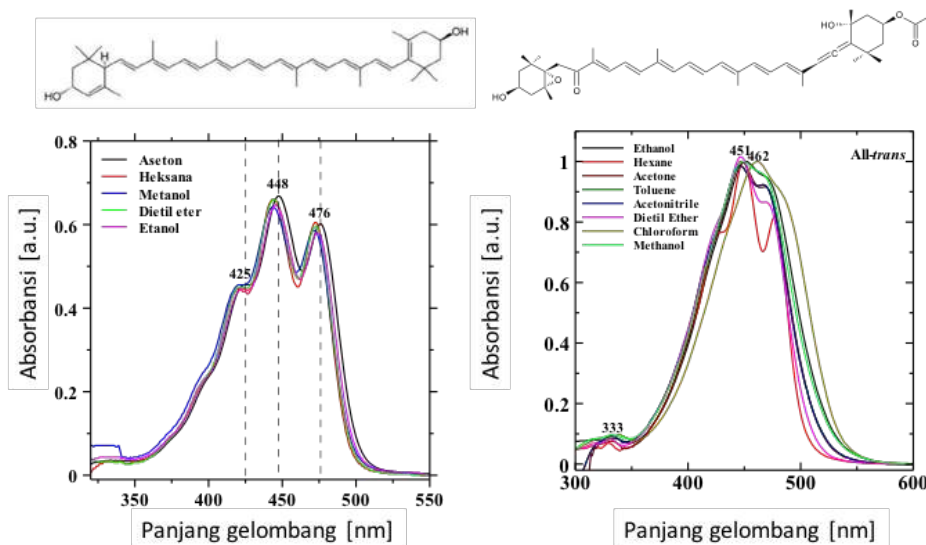 H
OH
HO
HO
O
O
O
O
HO
0.8
0.6
0.4
0.2
0
Absorbansi [a.u.]
Aseton
Heksana
Metanol
Dietil eter
Etanol
425
448
476
350
400
450
500
550
Panjang gelombang [nm]
1
0.8
0.6
0.4
0.2
0
Absorbansi [a.u.]
Ethanol
Hexane
Acetone
Toluene
Acetonitrile
Dietil Ether
Chloroform
Methanol
451
462
All-trans
333
300
400
500
600
Panjang gelombang [nm]